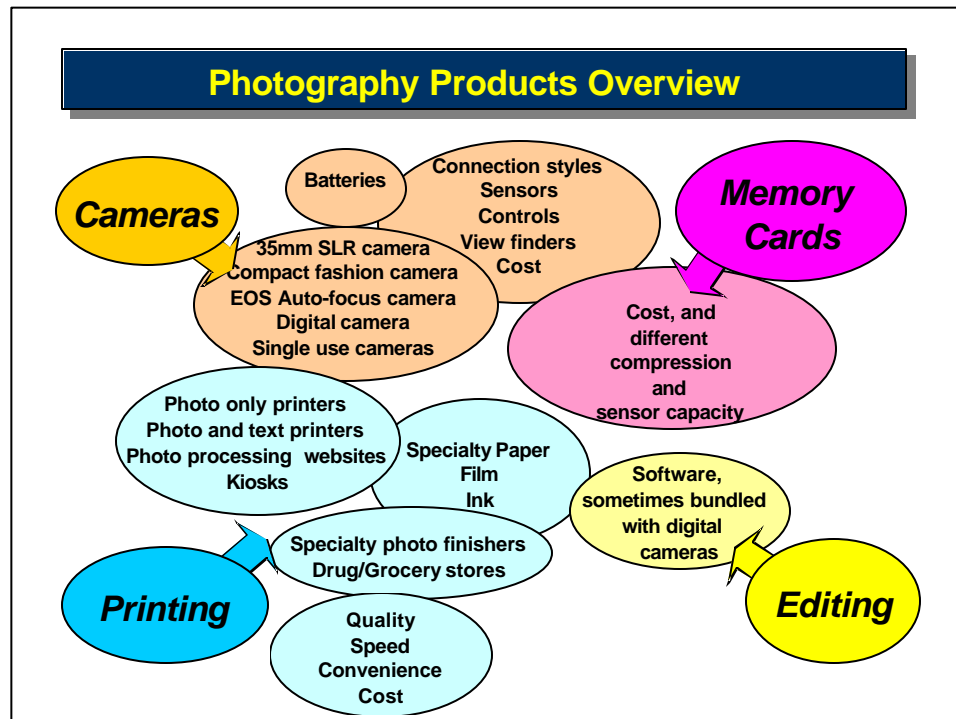 Photography Products Overview
Cameras
Batteries
Connection styles
Sensors
Controls
View finders
Cost
Memory
Cards
35mm SLR camera
Compact fashion camera
EOS Auto-focus camera
Digital camera
Single use cameras
Cost, and
different
compression
and
sensor capacity
Photo only printers
Photo and text printers
Photo processing websites
Kiosks
Specialty Paper
Film
Ink
Software,
sometimes bundled
with digital
cameras
Specialty photo finishers
Drug/Grocery stores
Printing
Editing
Quality
Speed
Convenience
Cost